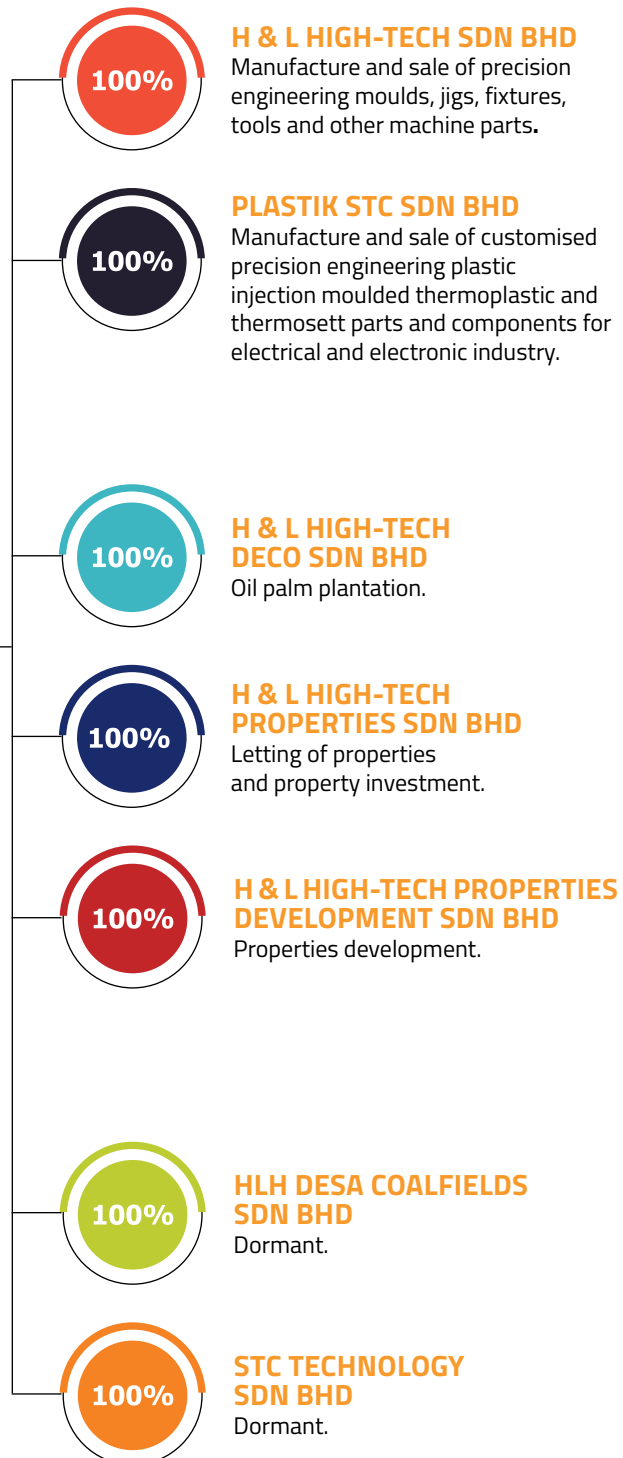 100%
H & L HIGH-TECH SDN BHD
Manufacture and sale of precision
engineering moulds, jigs, fixtures,
tools and other machine parts.
100%
PLASTIK STC SDN BHD
Manufacture and sale of customised
precision engineering plastic
injection moulded thermoplastic and
thermosett parts and components for
electrical and electronic industry.
100%
H & L HIGH-TECH
DECO SDN BHD
Oil palm plantation.
100%
H & L HIGH-TECH
PROPERTIES SDN BHD
Letting of properties
and property investment.
100%
H & L HIGH-TECH PROPERTIES
DEVELOPMENT SDN BHD
Properties development.
100%
HLH DESA COALFIELDS
SDN BHD
Dormant.
100%
STC TECHNOLOGY
SDN BHD
Dormant.